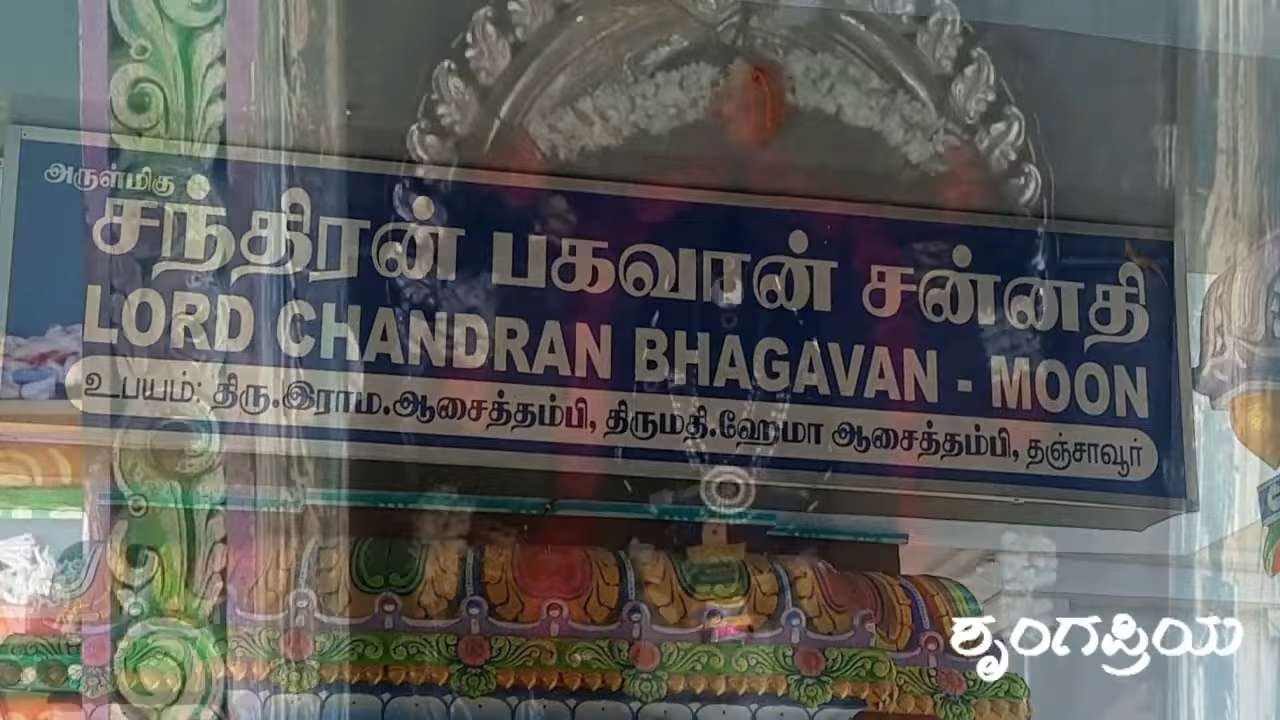 அருள்மிகு
சந்திரன் பகவான் சன்னதி
LORD CHANDRAN BHAGAVAN - MOON
உபயம்: திரு.இராம.ஆசைத்தம்பி, திருமதி.ஹேமா ஆசைத்தம்பி, தஞ்சாவூர்
ಶೃಂಗಪ್ರಿಯ